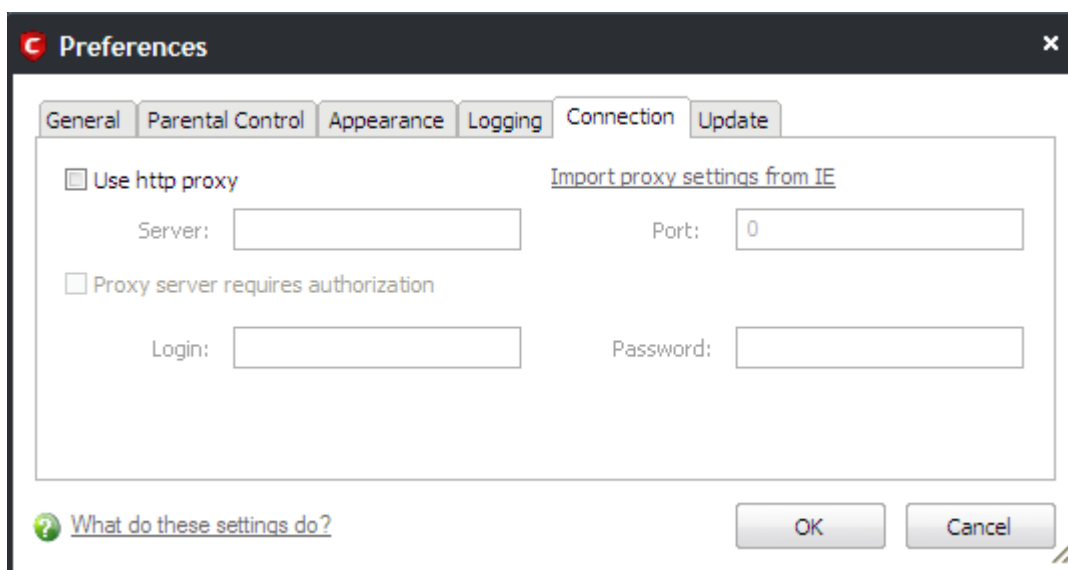 Preferences
General Parental Control Appearance Logging Connection Update
Use http proxy Import proxy settings from IE
Server: Port: 0
Proxy server requires authorization
Login: Password:
What do these settings do? OK Cancel